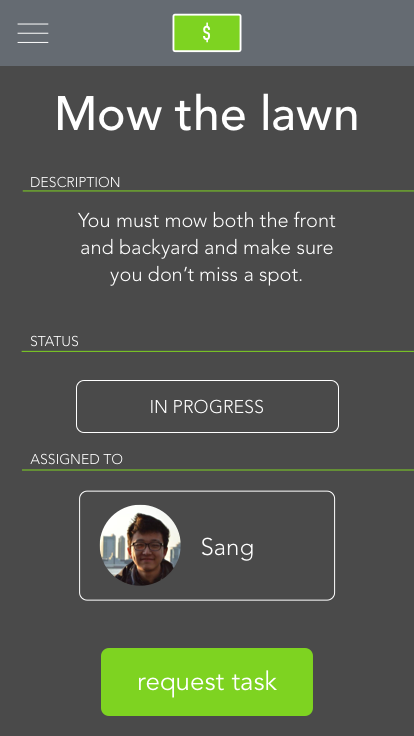 $
Mow the lawn
DESCRIPTION
You must mow both the front
and backyard and make sure
you don’t miss a spot.
STATUS
IN PROGRESS
ASSIGNED TO
Sang
request task